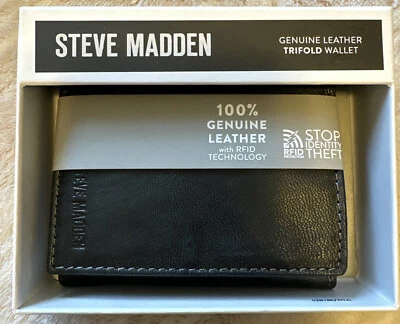 STEVE MADDEN
GENUINE LEATHER
TRIFOLD WALLET
100%
GENUINE
LEATHER
with RFID
TECHNOLOGY
RFID
STOP
IDENTITY
THEFT
STEVE MADDEN